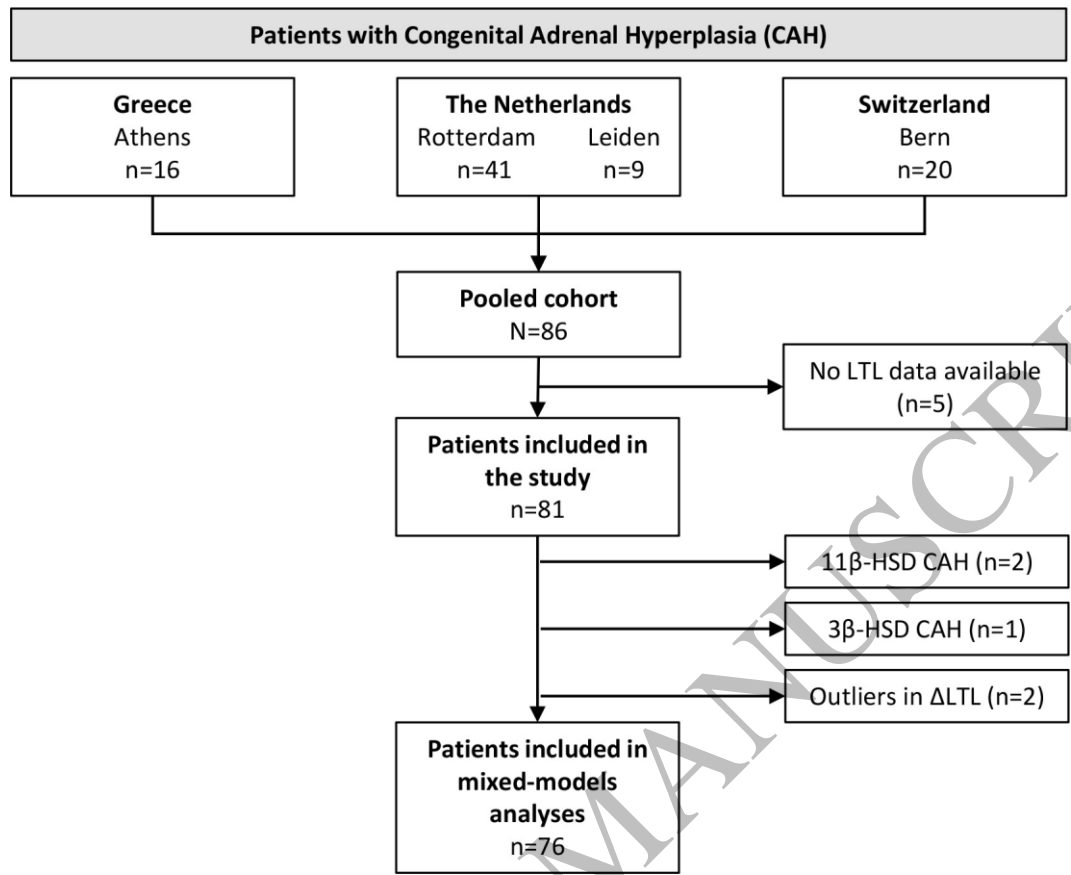 Patients with Congenital Adrenal Hyperplasia (CAH)
Greece
Athens
n=16
The Netherlands
Rotterdam Leiden
n=41 n=9
Switzerland
Bern
n=20
Pooled cohort
N=86
No LTL data available
(n=5)
Patients included in
the study
n=81
11β-HSD CAH (n=2)
3β-HSD CAH (n=1)
Outliers in ΔLTL (n=2)
Patients included in
mixed-models
analyses
n=76
MANUSCRI